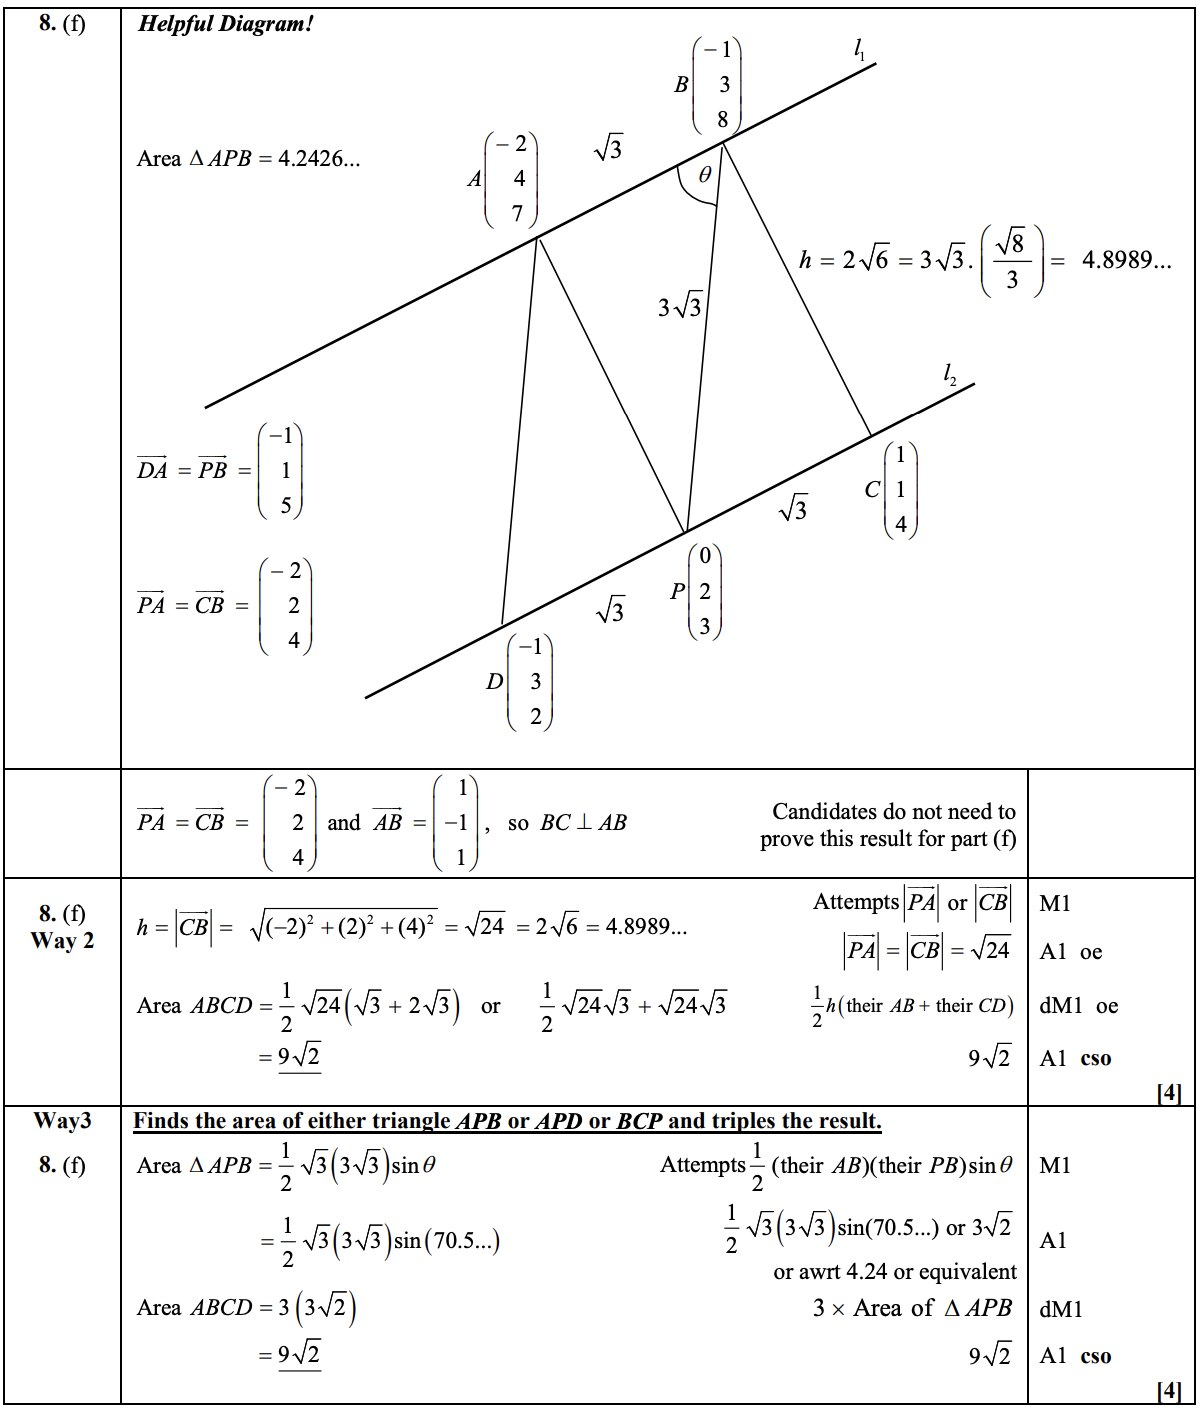 8. (f)
Helpful Diagram!
Area Δ APB = 4.2426...
A (−2, 4, 7)
√3
B (−1, 3, 8)
l₁
θ
h = 2√6 = 3√3.(√8/3) = 4.8989...
3√3
l₂
DA⃗ = PB⃗ = (−1, 1, 5)
PA⃗ = CB⃗ = (−2, 2, 4)
C (1, 1, 4)
√3
P (0, 2, 3)
√3
D (−1, 3, 2)
PA⃗ = CB⃗ = (−2, 2, 4) and AB⃗ = (1, −1, 1), so BC ⊥ AB
Candidates do not need to
prove this result for part (f)
8. (f)
Way 2
h = |CB⃗| = √((−2)² + (2)² + (4)²) = √24 = 2√6 = 4.8989...
Attempts |PA⃗| or |CB⃗| M1
|PA⃗| = |CB⃗| = √24 A1 oe
Area ABCD = 1/2 √24(√3 + 2√3) or 1/2 √24√3 + √24√3
1/2 h(their AB + their CD) dM1 oe
= 9√2
9√2 A1 cso
[4]
Way3
Finds the area of either triangle APB or APD or BCP and triples the result.
8. (f)
Area Δ APB = 1/2 √3(3√3)sin θ
Attempts 1/2 (their AB)(their PB)sin θ M1
= 1/2 √3(3√3)sin(70.5...)
1/2 √3(3√3)sin(70.5...) or 3√2 A1
or awrt 4.24 or equivalent
Area ABCD = 3(3√2)
3 × Area of Δ APB dM1
= 9√2
9√2 A1 cso
[4]